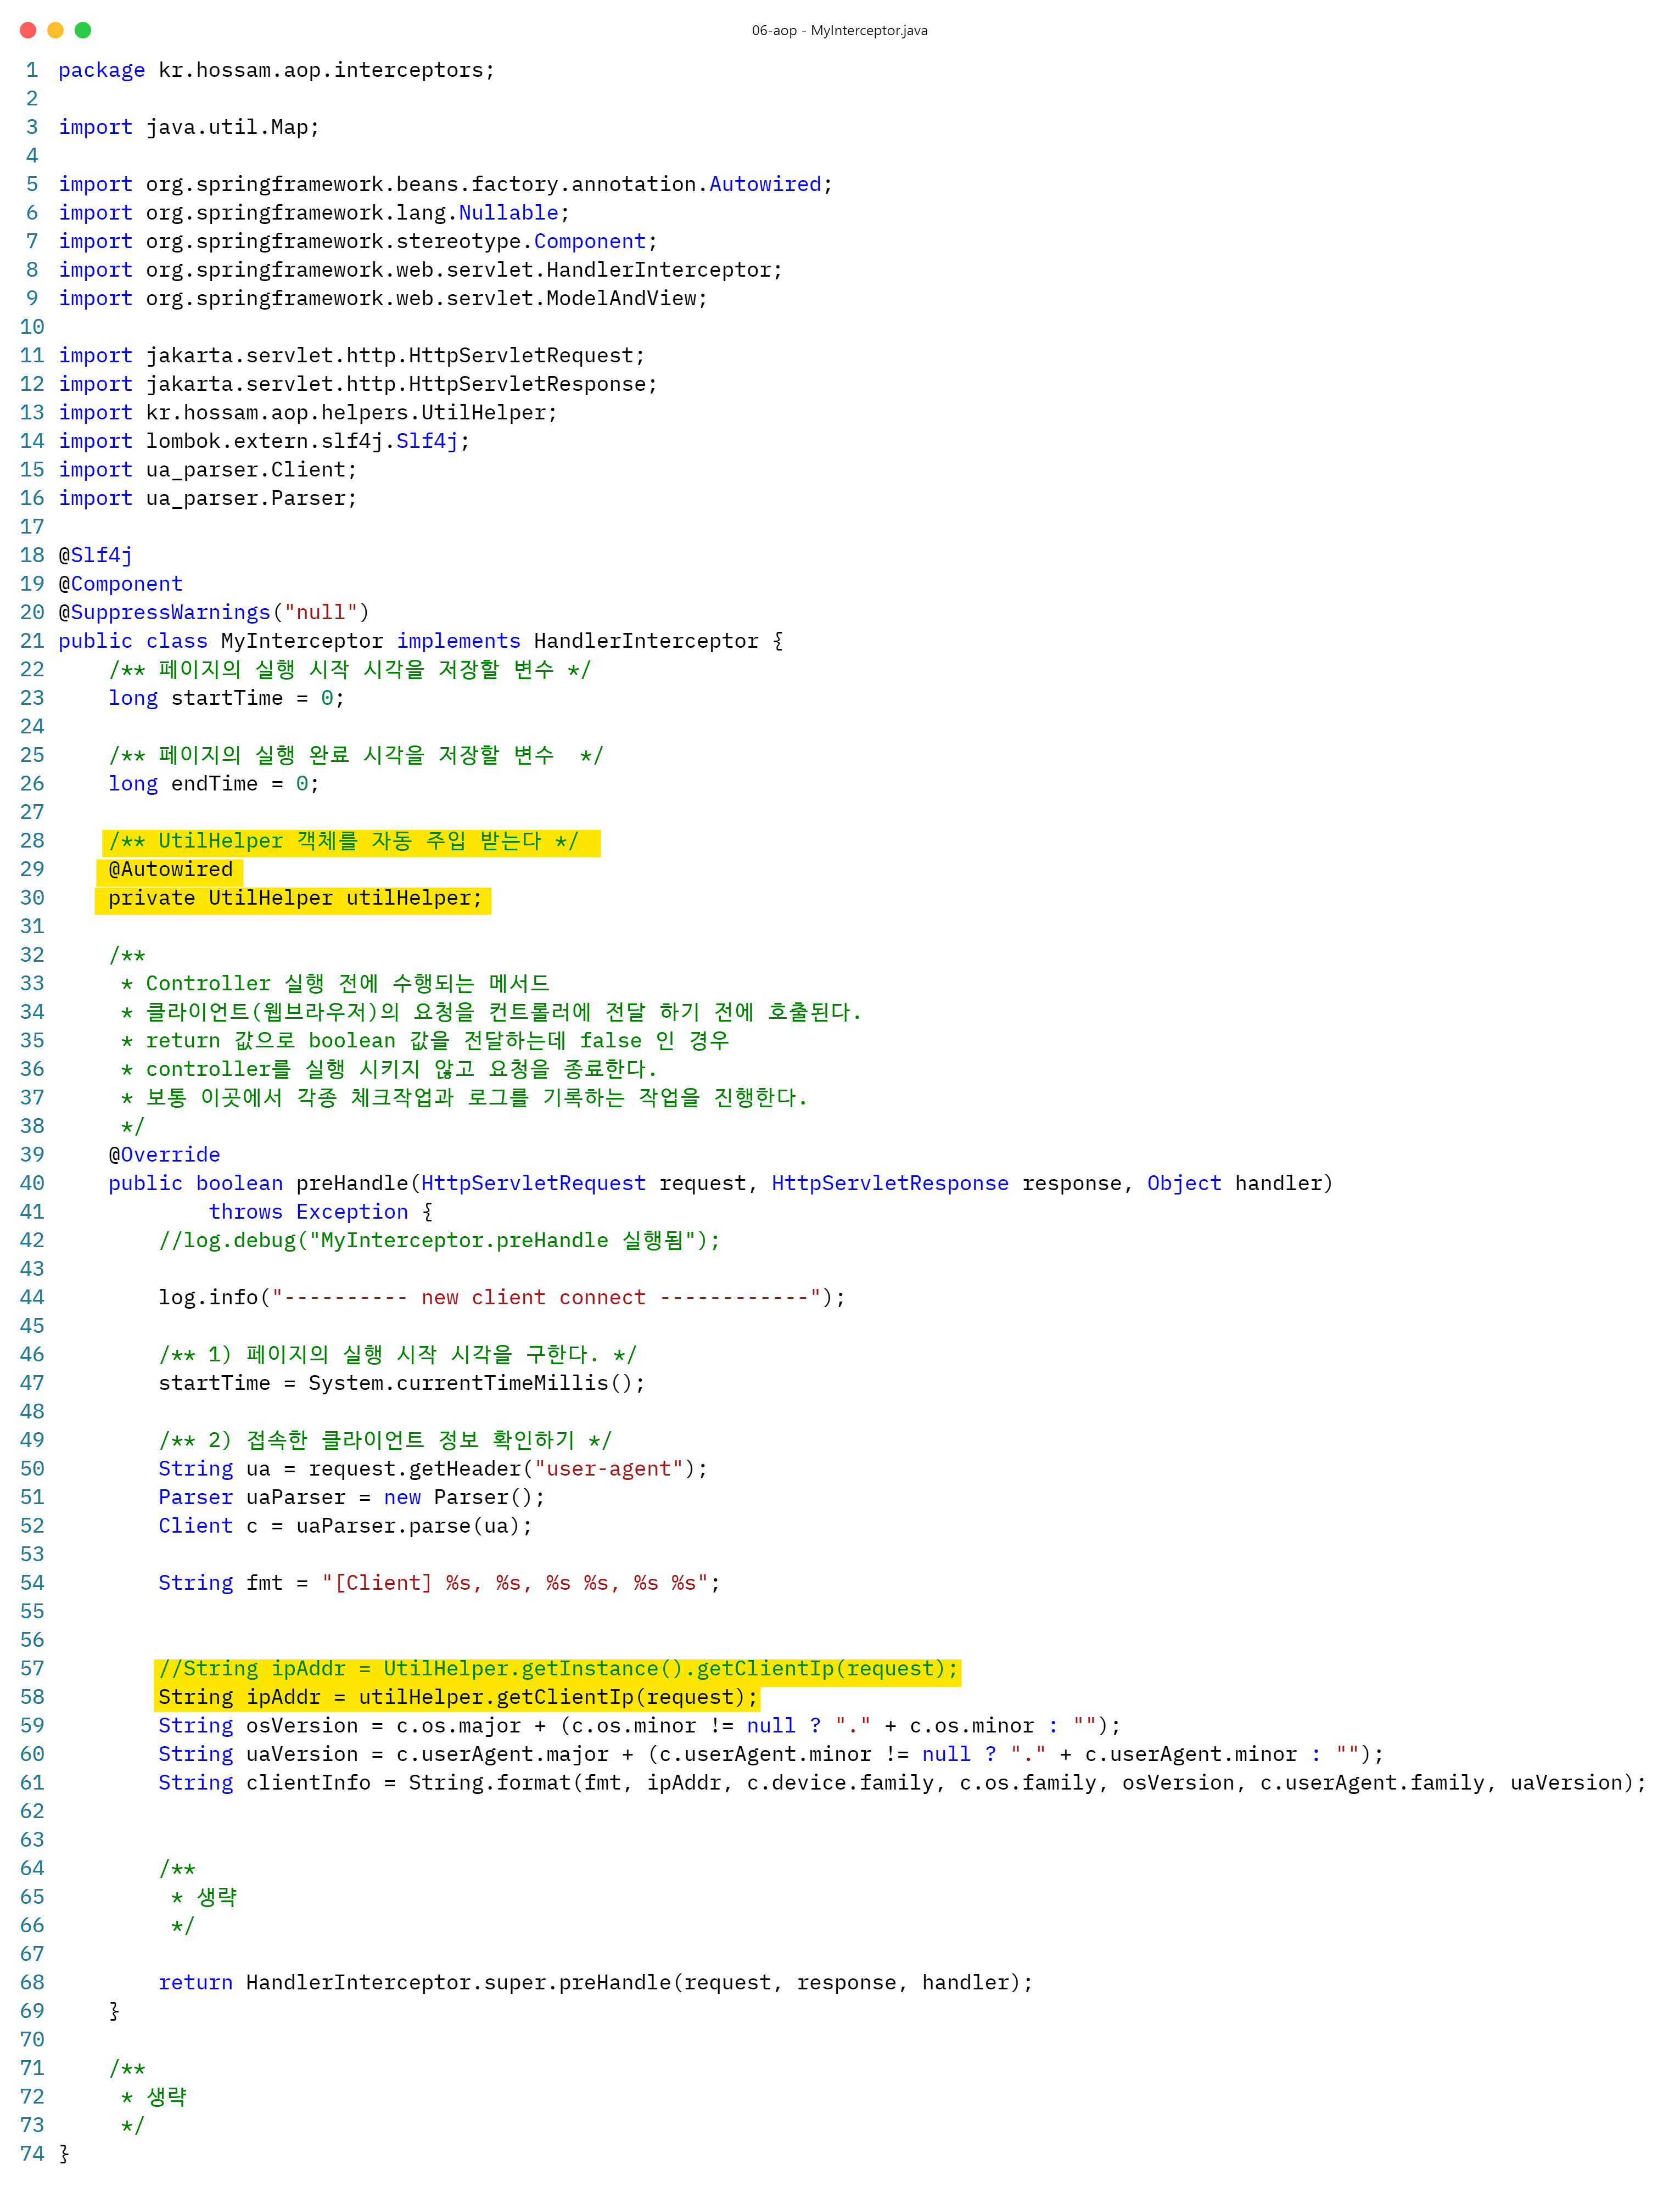 06-aop - MyInterceptor.java
1 package kr.hossam.aop.interceptors;
2
3 import java.util.Map;
4
5 import org.springframework.beans.factory.annotation.Autowired;
6 import org.springframework.lang.Nullable;
7 import org.springframework.stereotype.Component;
8 import org.springframework.web.servlet.HandlerInterceptor;
9 import org.springframework.web.servlet.ModelAndView;
10
11 import jakarta.servlet.http.HttpServletRequest;
12 import jakarta.servlet.http.HttpServletResponse;
13 import kr.hossam.aop.helpers.UtilHelper;
14 import lombok.extern.slf4j.Slf4j;
15 import ua_parser.Client;
16 import ua_parser.Parser;
17
18 @Slf4j
19 @Component
20 @SuppressWarnings("null")
21 public class MyInterceptor implements HandlerInterceptor {
22     /** 페이지의 실행 시작 시각을 저장할 변수 */
23     long startTime = 0;
24
25     /** 페이지의 실행 완료 시각을 저장할 변수  */
26     long endTime = 0;
27
28     /** UtilHelper 객체를 자동 주입 받는다 */
29     @Autowired
30     private UtilHelper utilHelper;
31
32     /**
33      * Controller 실행 전에 수행되는 메서드
34      * 클라이언트(웹브라우저)의 요청을 컨트롤러에 전달 하기 전에 호출된다.
35      * return 값으로 boolean 값을 전달하는데 false 인 경우
36      * controller를 실행 시키지 않고 요청을 종료한다.
37      * 보통 이곳에서 각종 체크작업과 로그를 기록하는 작업을 진행한다.
38      */
39     @Override
40     public boolean preHandle(HttpServletRequest request, HttpServletResponse response, Object handler)
41             throws Exception {
42         //log.debug("MyInterceptor.preHandle 실행됨");
43
44         log.info("---------- new client connect ------------");
45
46         /** 1) 페이지의 실행 시작 시각을 구한다. */
47         startTime = System.currentTimeMillis();
48
49         /** 2) 접속한 클라이언트 정보 확인하기 */
50         String ua = request.getHeader("user-agent");
51         Parser uaParser = new Parser();
52         Client c = uaParser.parse(ua);
53
54         String fmt = "[Client] %s, %s, %s %s, %s %s";
55
56
57         //String ipAddr = UtilHelper.getInstance().getClientIp(request);
58         String ipAddr = utilHelper.getClientIp(request);
59         String osVersion = c.os.major + (c.os.minor != null ? "." + c.os.minor : "");
60         String uaVersion = c.userAgent.major + (c.userAgent.minor != null ? "." + c.userAgent.minor : "");
61         String clientInfo = String.format(fmt, ipAddr, c.device.family, c.os.family, osVersion, c.userAgent.family, uaVersion);
62
63
64         /**
65          * 생략
66          */
67
68         return HandlerInterceptor.super.preHandle(request, response, handler);
69     }
70
71     /**
72      * 생략
73      */
74 }